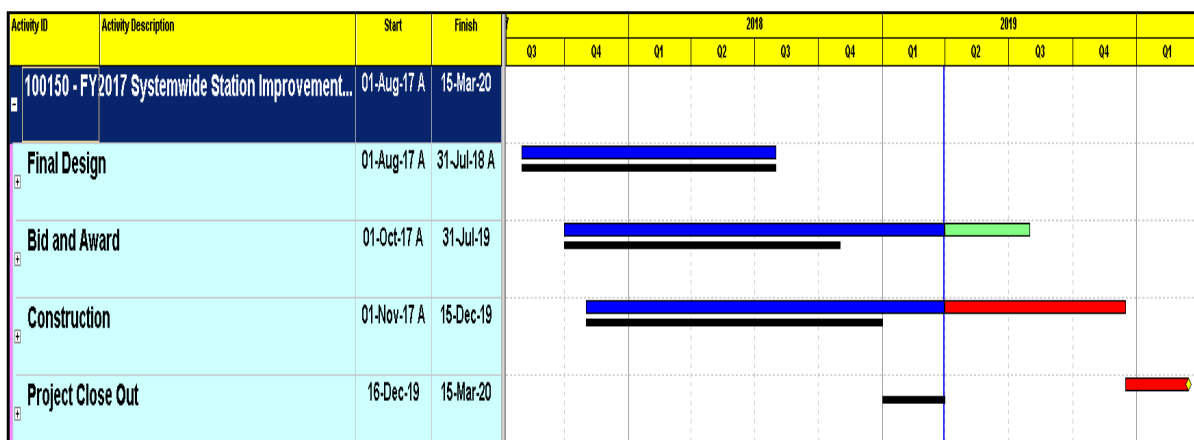 Activity ID Activity Description Start Finish 7 2018 2019
Q3 Q4 Q1 Q2 Q3 Q4 Q1 Q2 Q3 Q4 Q1
100150 - FY2017 Systemwide Station Improvement... 01-Aug-17 A 15-Mar-20
Final Design 01-Aug-17 A 31-Jul-18 A
Bid and Award 01-Oct-17 A 31-Jul-19
Construction 01-Nov-17 A 15-Dec-19
Project Close Out 16-Dec-19 15-Mar-20